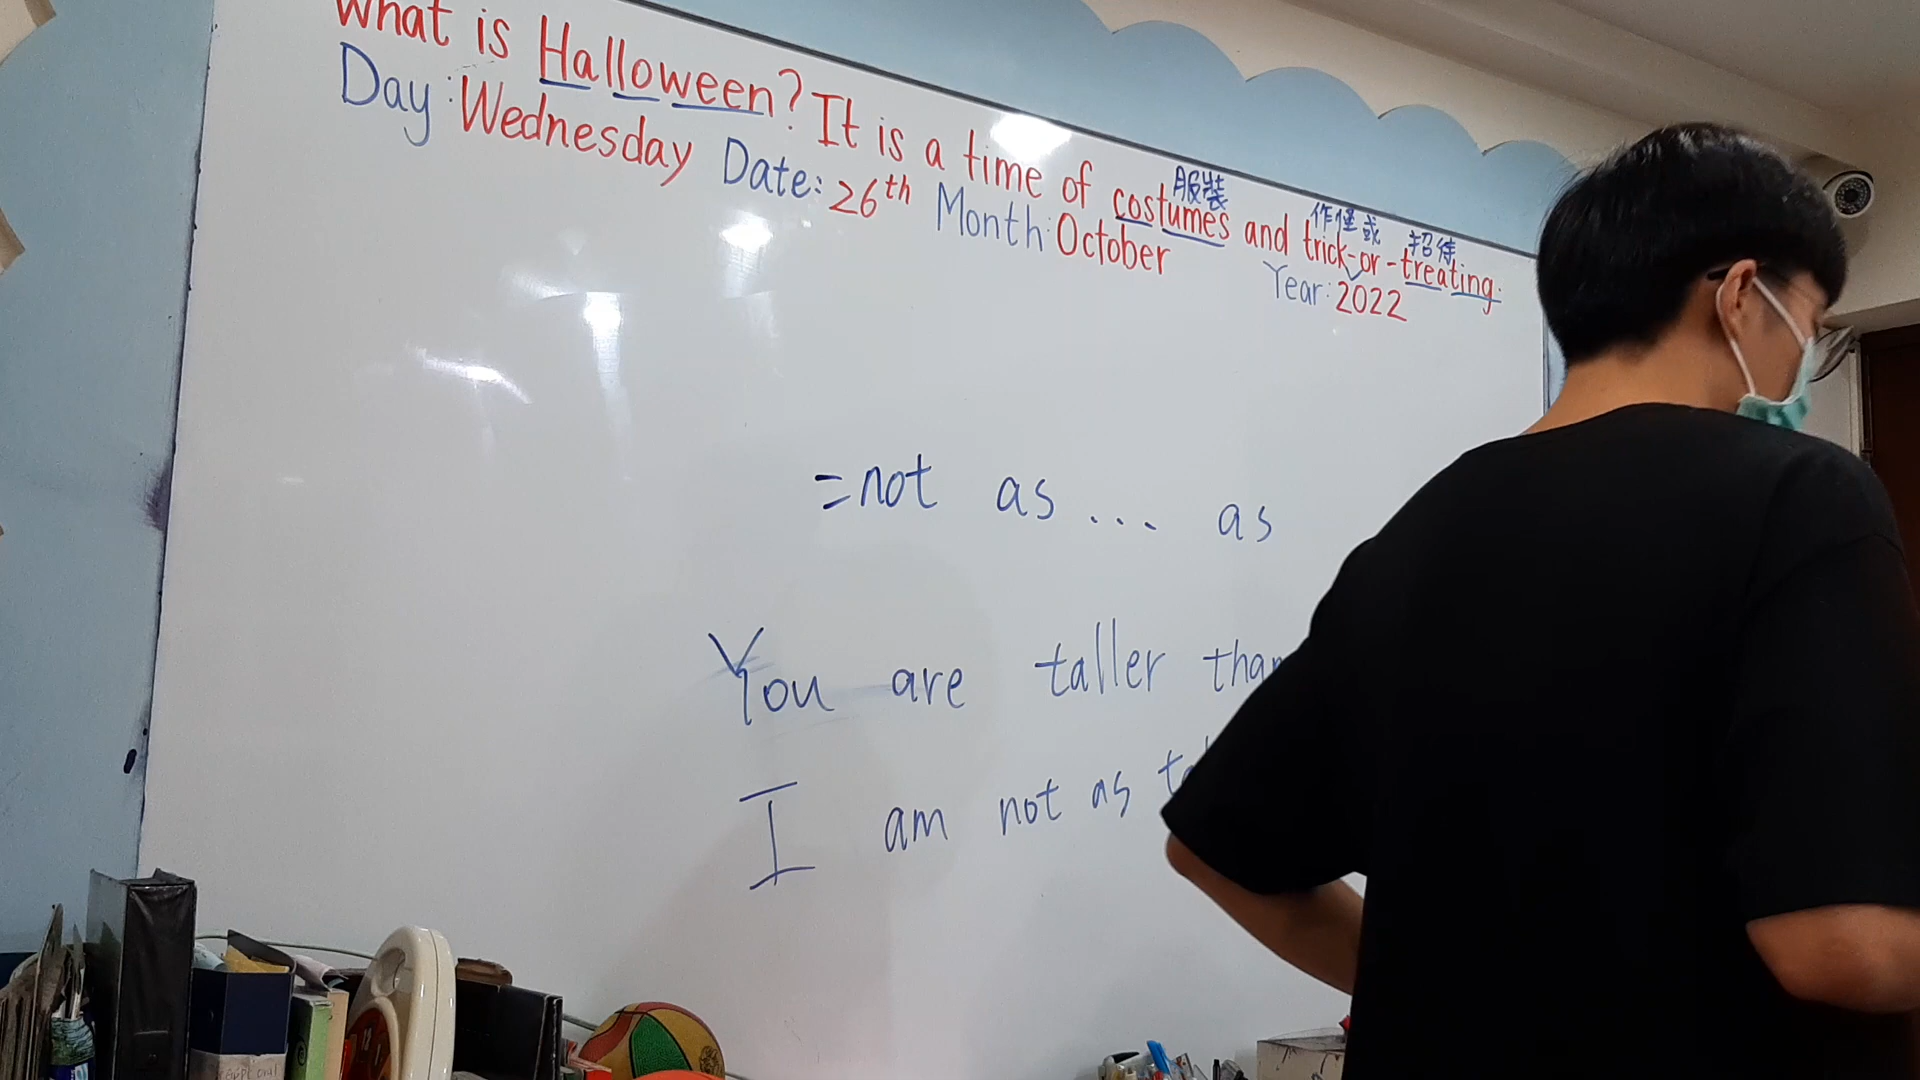 What is Halloween? It is a time of costumes and trick-or-treating.
服裝 作怪或 招待
Day: Wednesday Date: 26th Month: October Year: 2022
=not as ... as
You are taller than
I am not as